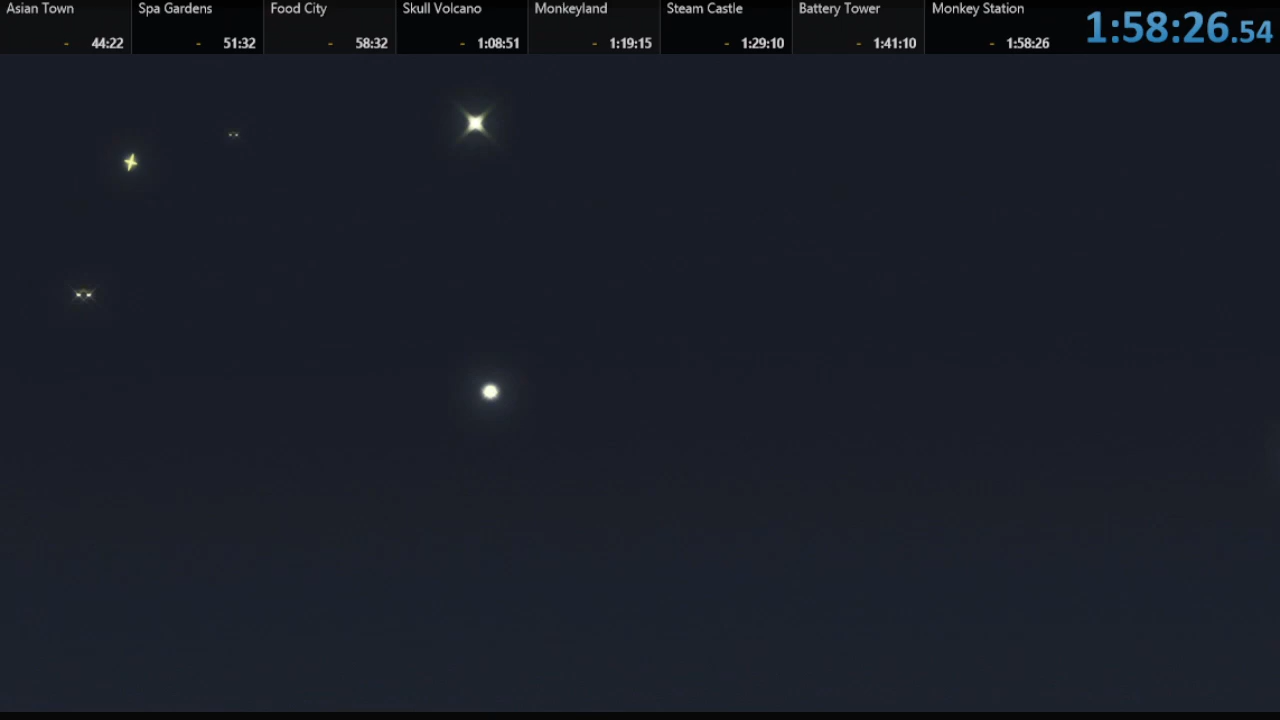 Asian Town
- 44:22
Spa Gardens
- 51:32
Food City
- 58:32
Skull Volcano
- 1:08:51
Monkeyland
- 1:19:15
Steam Castle
- 1:29:10
Battery Tower
- 1:41:10
Monkey Station
- 1:58:26
1:58:26.54